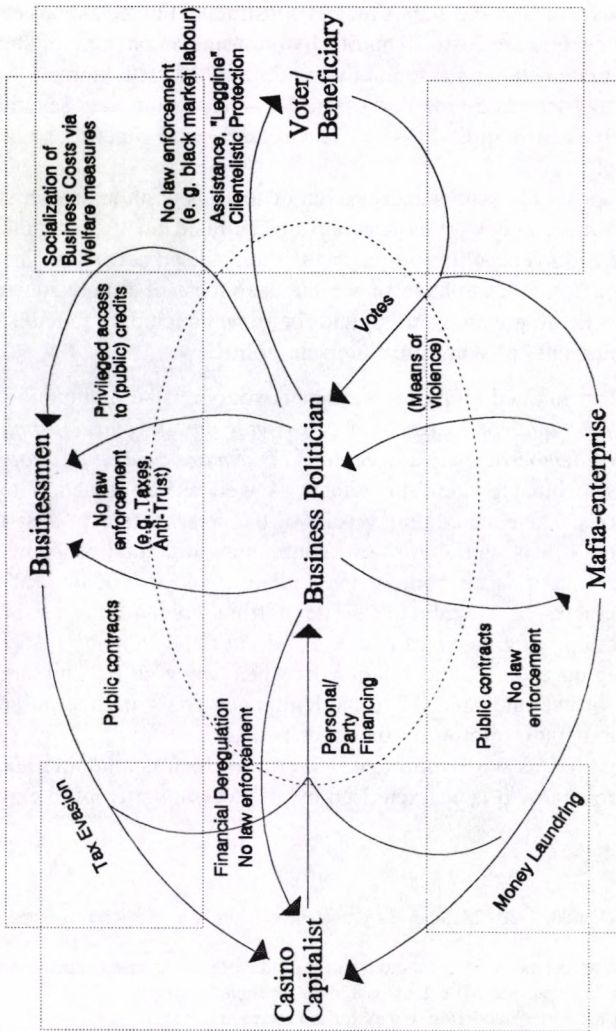 Socialization of
Business Costs via
Welfare measures
Businessmen
Privileged access
to (public) credits
No law enforcement
(e.g. black market labour)
No law
enforcement
(e.g. Taxes...
Anti-Trust)
Assistance, "Leggine"
Clientelistic Protection
Public contracts
Tax Evasion
Financial Deregulation
No law enforcement
Casino
Capitalist
Business Politician
Voter/
Beneficiary
Votes
Personal/
Party
Financing
(Means of
violence)
Public contracts
No law
enforcement
Money Laundring
Mafia-enterprise